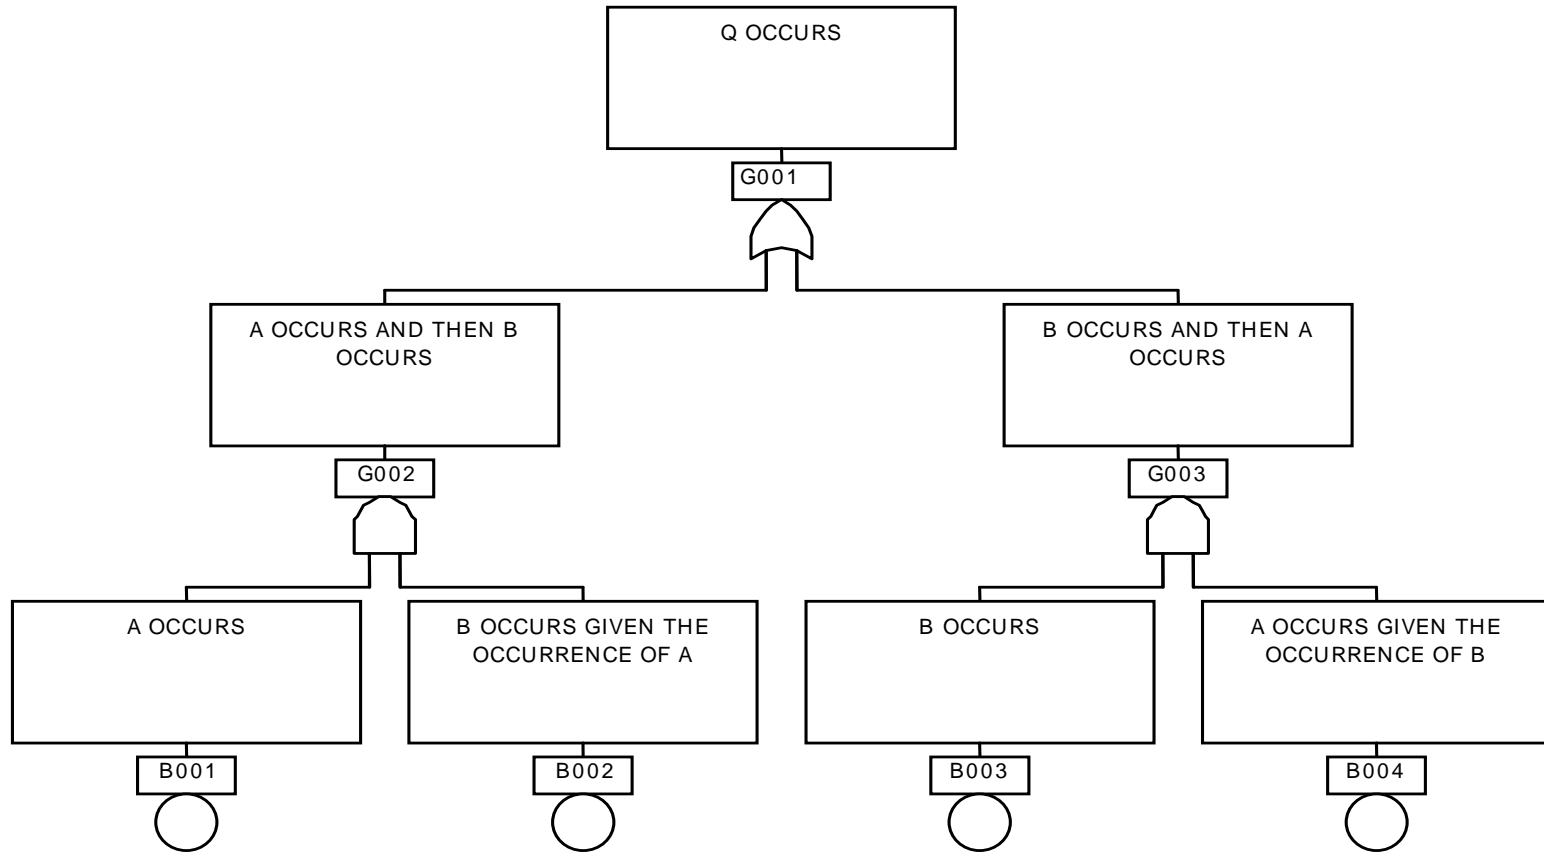 Q OCCURS
G001
A OCCURS AND THEN B
OCCURS
B OCCURS AND THEN A
OCCURS
G002
G003
A OCCURS
B OCCURS GIVEN THE
OCCURRENCE OF A
B OCCURS
A OCCURS GIVEN THE
OCCURRENCE OF B
B001
B002
B003
B004